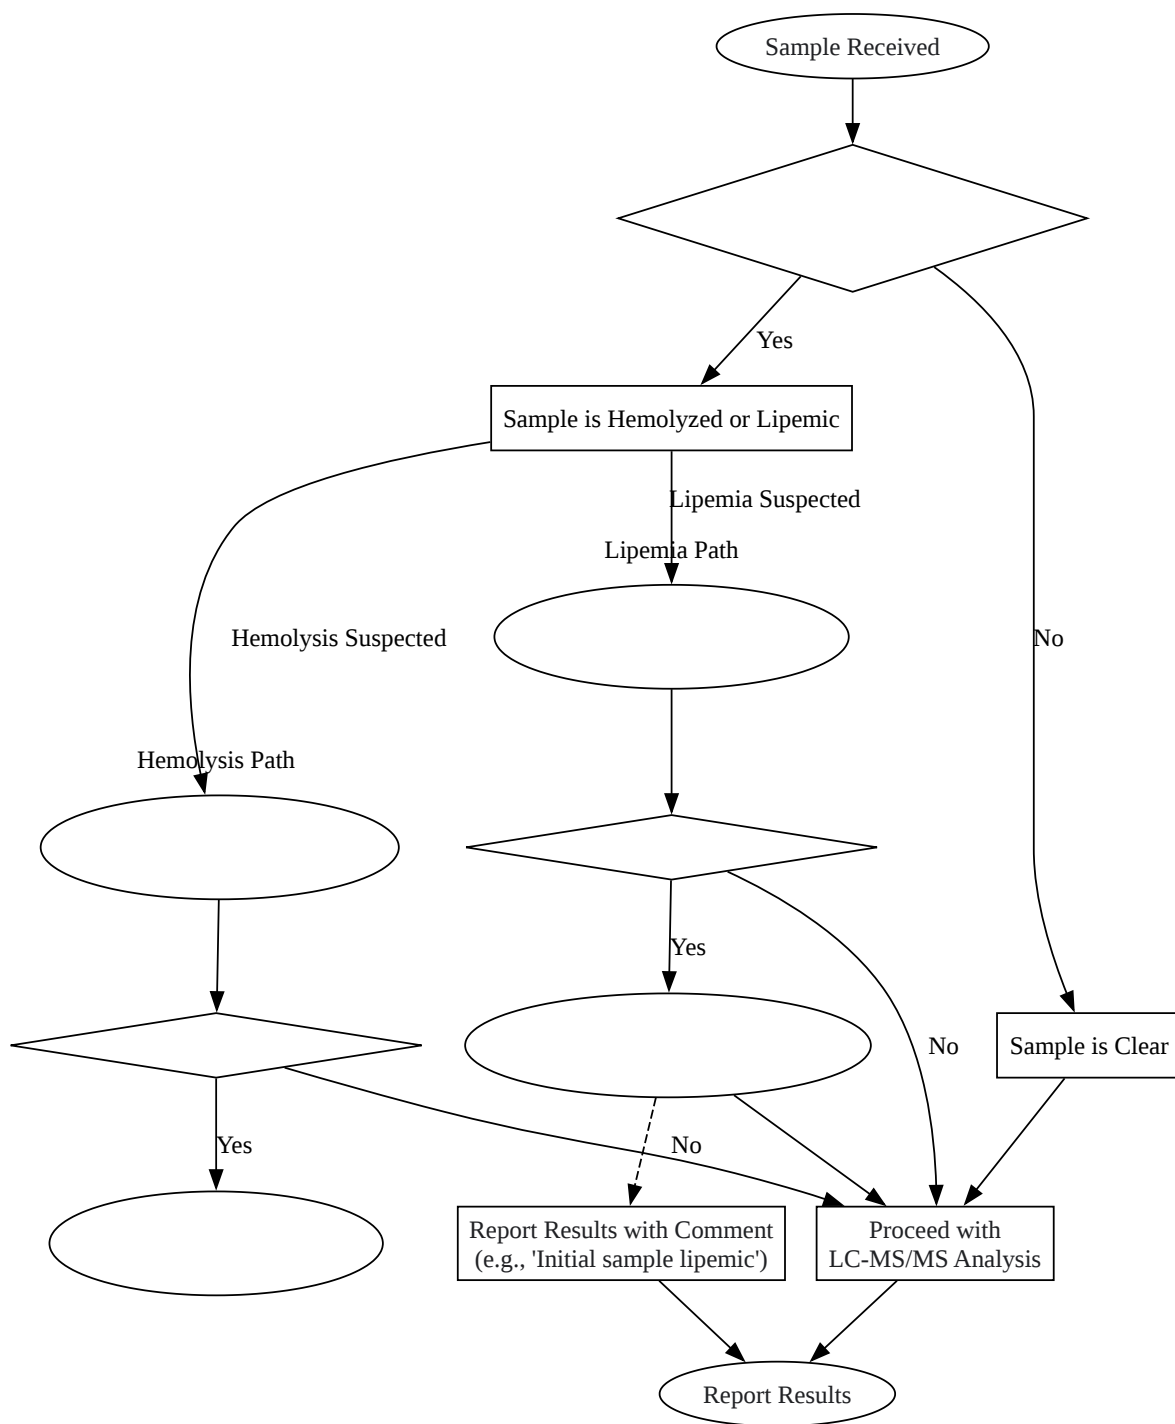 Sample Received
Yes
Sample is Hemolyzed or Lipemic
Lipemia Suspected
Lipemia Path
Hemolysis Suspected
No
Hemolysis Path
Yes
No
Sample is Clear
Yes
No
Report Results with Comment
(e.g., 'Initial sample lipemic')
Proceed with
LC-MS/MS Analysis
Report Results